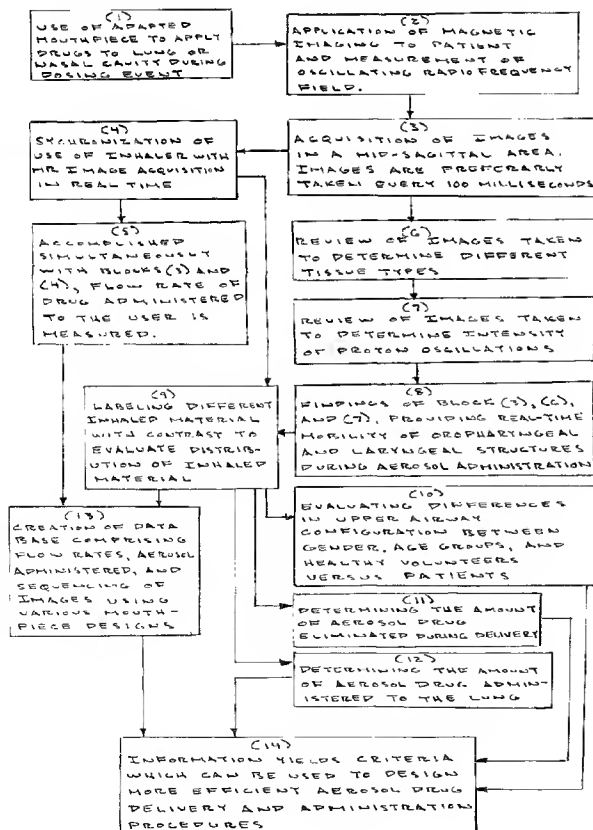 (1)
USE OF ADAPTED
MOUTHPIECE TO APPLY
DRUGS TO LUNG OR
NASAL CAVITY DURING
DOSING EVENT
(2)
APPLICATION OF MAGNETIC
IMAGING TO PATIENT
AND MEASUREMENT OF
OSCILLATING RADIO FREQUENCY
FIELD.
(4)
SYCHRONIZATION OF
USE OF INHALER WITH
MR IMAGE ACQUISITION
IN REAL TIME
(3)
ACQUISITION OF IMAGES
IN A MID-SAGITTAL AREA.
IMAGES ARE PREFERARLY
TAKEN EVERY 100 MILLISECONDS
(5)
ACCOMPLISHED
SIMULTANEOUSLY
WITH BLOCKS (3) AND
(4), FLOW RATE OF
DRUG ADMINISTERED
TO THE USER IS
MEASURED.
(6)
REVIEW OF IMAGES TAKEN
TO DETERMINE DIFFERENT
TISSUE TYPES
(7)
REVIEW OF IMAGES TAKEN
TO DETERMINE INTENSITY
OF PROTON OSCILLATIONS
(9)
LABELING DIFFERENT
INHALED MATERIAL
WITH CONTRAST TO
EVALUATE DISTRIB-
UTION OF INHALED
MATERIAL
(8)
FINDINGS OF BLOCK (3), (6),
AND (7), PROVIDING REAL-TIME
MOBILITY OF OROPHARYNGEAL
AND LARYNGEAL STRUCTURES
DURING AEROSOL ADMINISTRATION
(10)
EVALUATING DIFFERENCES
IN UPPER AIRWAY
CONFIGURATION BETWEEN
GENDER, AGE GROUPS, AND
HEALTHY VOLUNTEERS
VERSUS PATIENTS
(13)
CREATION OF DATA
BASE COMPRISING
FLOW RATES, AEROSOL
ADMINISTERED, AND
SEQUENCING OF
IMAGES USING
VARIOUS MOUTH-
PIECE DESIGNS
(11)
DETERMINING THE AMOUNT
OF AEROSOL DRUG
ELIMINATED DURING DELIVERY
(12)
DETERMINING THE AMOUNT
OF AEROSOL DRUG ADMIN-
ISTERED TO THE LUNG
(14)
INFORMATION YIELDS CRITERIA
WHICH CAN BE USED TO DESIGN
MORE EFFICIENT AEROSOL DRUG
DELIVERY AND ADMINISTRATION
PROCEDURES